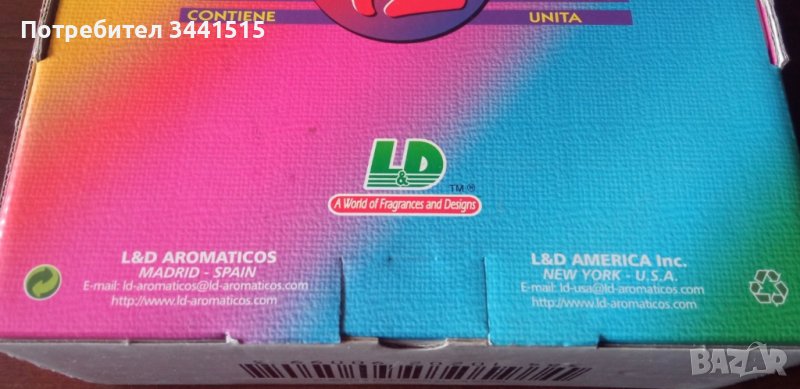 Потребител 3441515
CONTIENE
UNITA
L&D
TM ®
A World of Fragrances and Designs
L&D AROMATICOS
MADRID - SPAIN
E-mail: ld-aromaticos@ld-aromaticos.com
http://www.ld-aromaticos.com
L&D AMERICA Inc.
NEW YORK - U.S.A.
E-mail: ld-usa@ld-aromaticos.com
http://www.ld-aromaticos.com
BAZAR